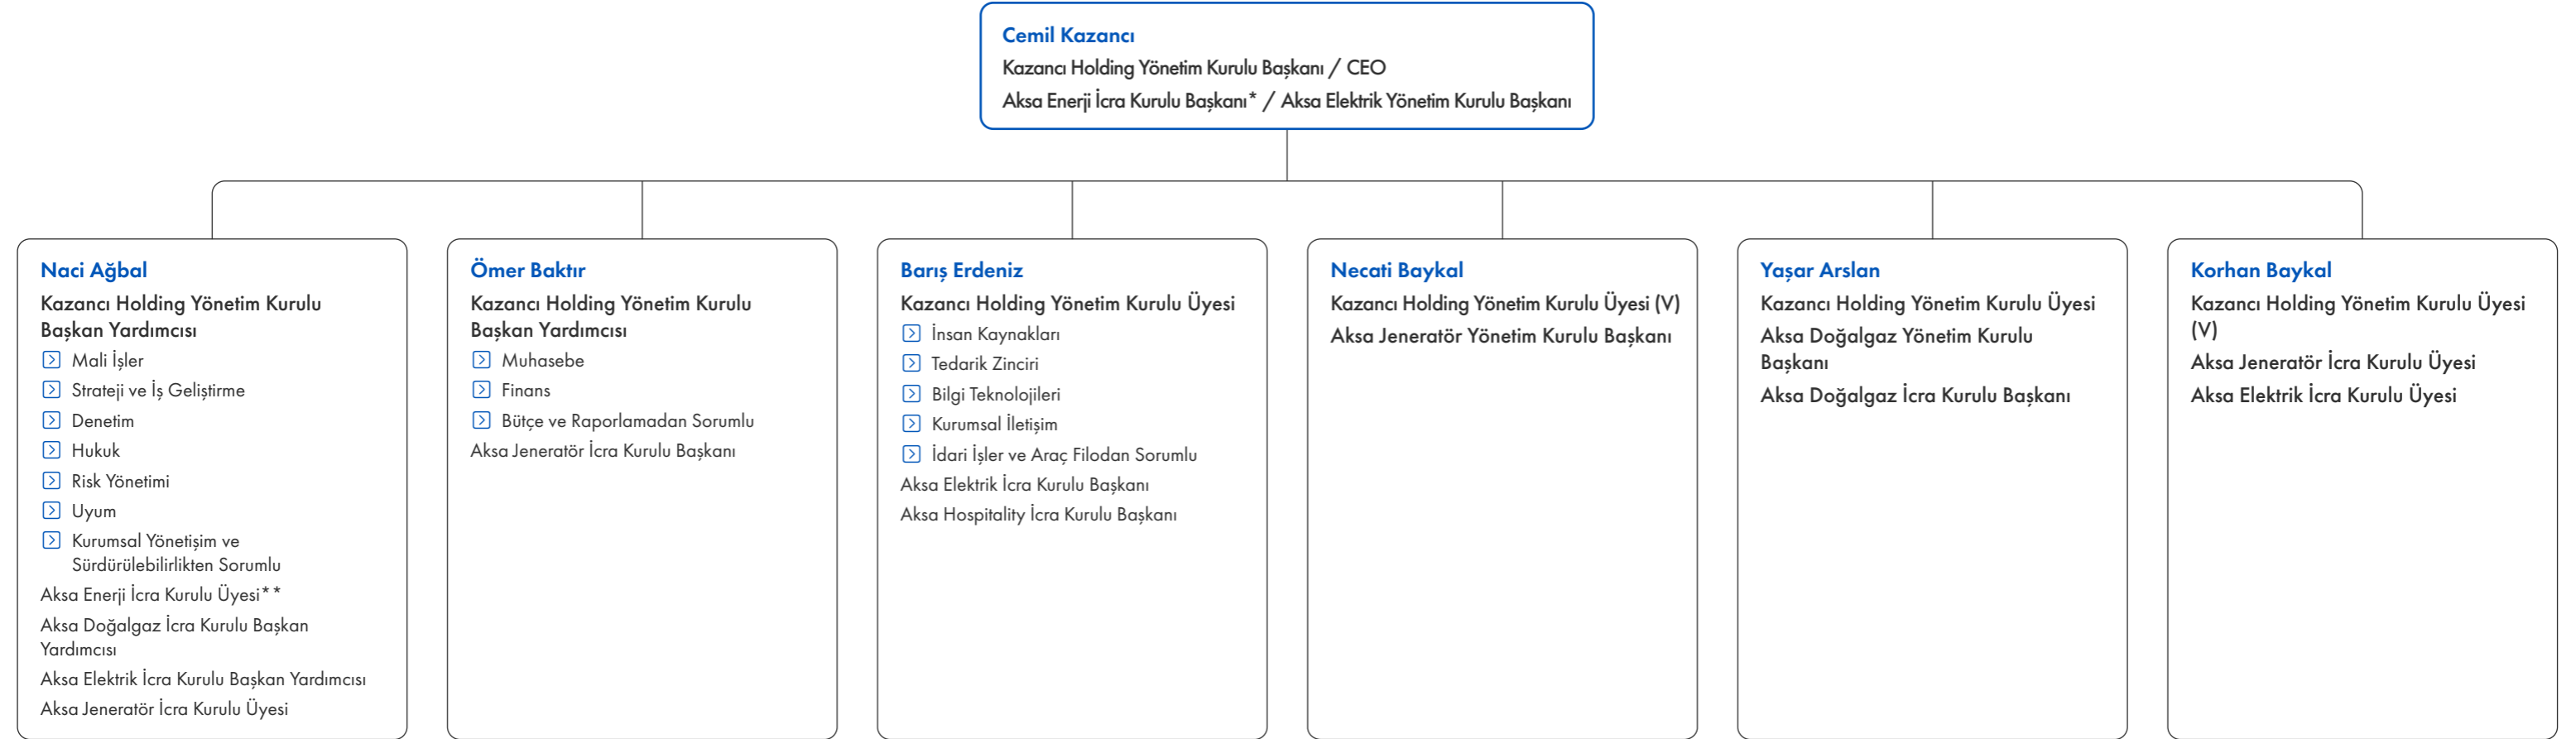 Cemil Kazancı
Kazancı Holding Yönetim Kurulu Başkanı / CEO
Aksa Enerji İcra Kurulu Başkanı* / Aksa Elektrik Yönetim Kurulu Başkanı
Naci Ağbal
Kazancı Holding Yönetim Kurulu
Başkan Yardımcısı
Mali İşler
Strateji ve İş Geliştirme
Denetim
Hukuk
Risk Yönetimi
Uyum
Kurumsal Yönetişim ve
Sürdürülebilirlikten Sorumlu
Aksa Enerji İcra Kurulu Üyesi**
Aksa Doğalgaz İcra Kurulu Başkan
Yardımcısı
Aksa Elektrik İcra Kurulu Başkan Yardımcısı
Aksa Jeneratör İcra Kurulu Üyesi
Ömer Baktır
Kazancı Holding Yönetim Kurulu
Başkan Yardımcısı
Muhasebe
Finans
Bütçe ve Raporlamadan Sorumlu
Aksa Jeneratör İcra Kurulu Başkanı
Barış Erdeniz
Kazancı Holding Yönetim Kurulu Üyesi
İnsan Kaynakları
Tedarik Zinciri
Bilgi Teknolojileri
Kurumsal İletişim
İdari İşler ve Araç Filodan Sorumlu
Aksa Elektrik İcra Kurulu Başkanı
Aksa Hospitality İcra Kurulu Başkanı
Necati Baykal
Kazancı Holding Yönetim Kurulu Üyesi (V)
Aksa Jeneratör Yönetim Kurulu Başkanı
Yaşar Arslan
Kazancı Holding Yönetim Kurulu Üyesi
Aksa Doğalgaz Yönetim Kurulu
Başkanı
Aksa Doğalgaz İcra Kurulu Başkanı
Korhan Baykal
Kazancı Holding Yönetim Kurulu Üyesi
(V)
Aksa Jeneratör İcra Kurulu Üyesi
Aksa Elektrik İcra Kurulu Üyesi